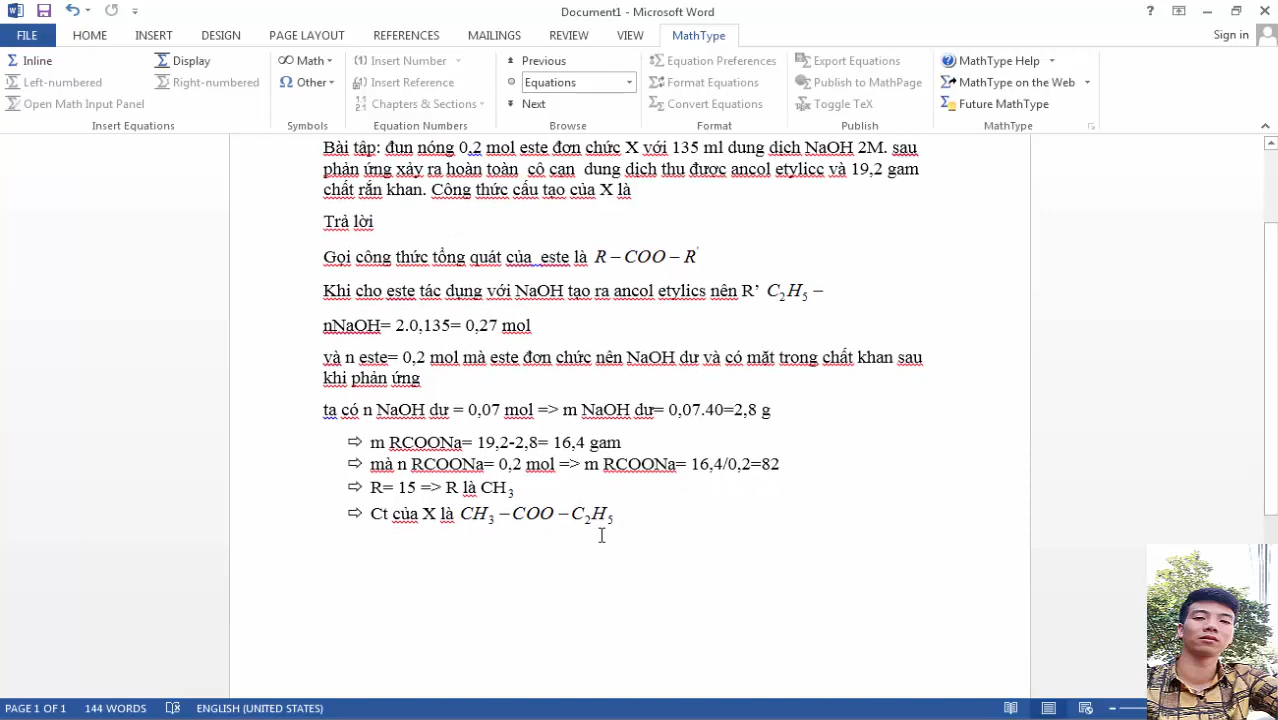 Document1 - Microsoft Word
? Sign in
FILE HOME INSERT DESIGN PAGE LAYOUT REFERENCES MAILINGS REVIEW VIEW MathType
Σ Inline Σ Display Math Insert Number Previous Equation Preferences Export Equations MathType Help
Left-numbered Right-numbered Ω Other Insert Reference Equations Format Equations Publish to MathPage MathType on the Web
Open Math Input Panel Chapters & Sections Next Convert Equations Toggle TeX Future MathType
Insert Equations Symbols Equation Numbers Browse Format Publish MathType
Bài tập: đun nóng 0,2 mol este đơn chức X với 135 ml dung dịch NaOH 2M. sau
phản ứng xảy ra hoàn toàn cô cạn dung dịch thu được ancol etylicc và 19,2 gam
chất rắn khan. Công thức cấu tạo của X là
Trả lời
Gọi công thức tổng quát của este là R − COO − R'
Khi cho este tác dụng với NaOH tạo ra ancol etylics nên R’ C₂H₅ −
nNaOH= 2.0,135= 0,27 mol
và n este= 0,2 mol mà este đơn chức nên NaOH dư và có mặt trong chất khan sau
khi phản ứng
ta có n NaOH dư = 0,07 mol => m NaOH dư= 0,07.40=2,8 g
⇨ m RCOONa= 19,2-2,8= 16,4 gam
⇨ mà n RCOONa= 0,2 mol => m RCOONa= 16,4/0,2=82
⇨ R= 15 => R là CH₃
⇨ Ct của X là CH₃ − COO − C₂H₅
PAGE 1 OF 1 144 WORDS ENGLISH (UNITED STATES)